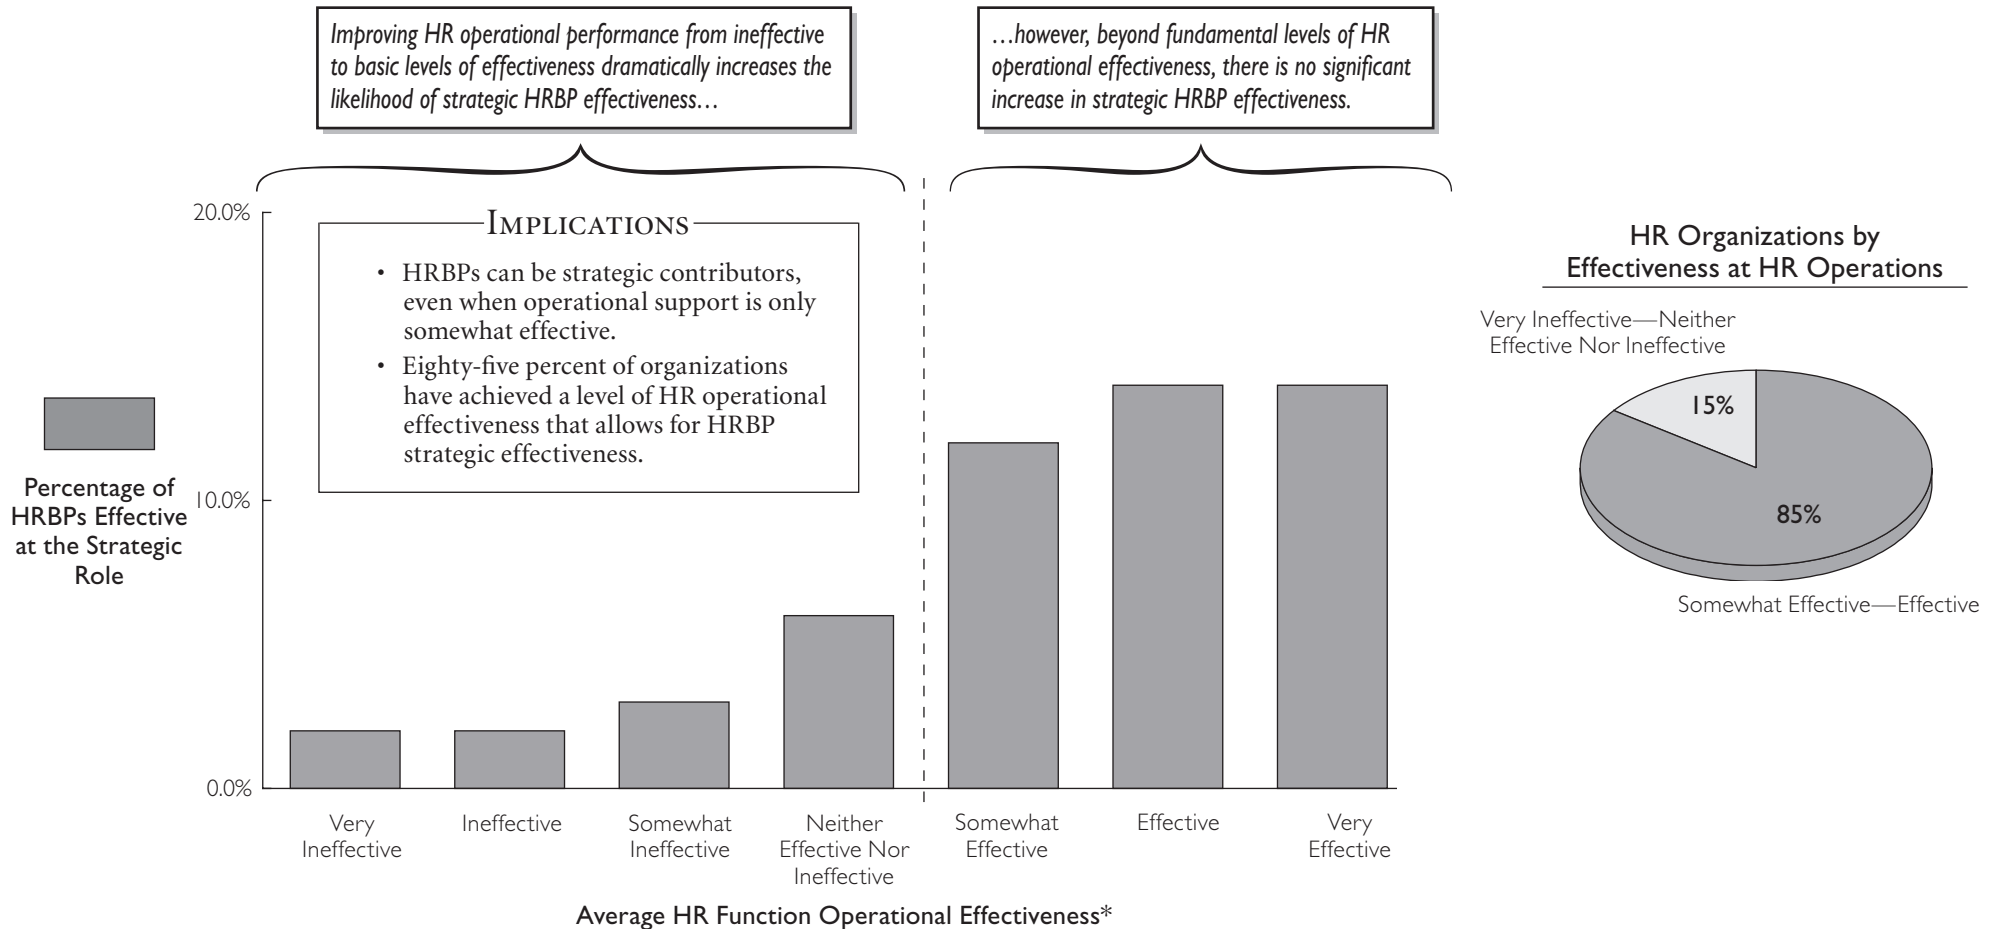 Improving HR operational performance from ineffective
to basic levels of effectiveness dramatically increases the
likelihood of strategic HRBP effectiveness…
…however, beyond fundamental levels of HR
operational effectiveness, there is no significant
increase in strategic HRBP effectiveness.
20.0%
10.0%
0.0%
IMPLICATIONS
• HRBPs can be strategic contributors,
even when operational support is only
somewhat effective.
• Eighty-five percent of organizations
have achieved a level of HR operational
effectiveness that allows for HRBP
strategic effectiveness.
Percentage of
HRBPs Effective
at the Strategic
Role
Very
Ineffective
Ineffective
Somewhat
Ineffective
Neither
Effective Nor
Ineffective
Somewhat
Effective
Effective
Very
Effective
Average HR Function Operational Effectiveness*
HR Organizations by
Effectiveness at HR Operations
Very Ineffective—Neither
Effective Nor Ineffective
15%
85%
Somewhat Effective—Effective